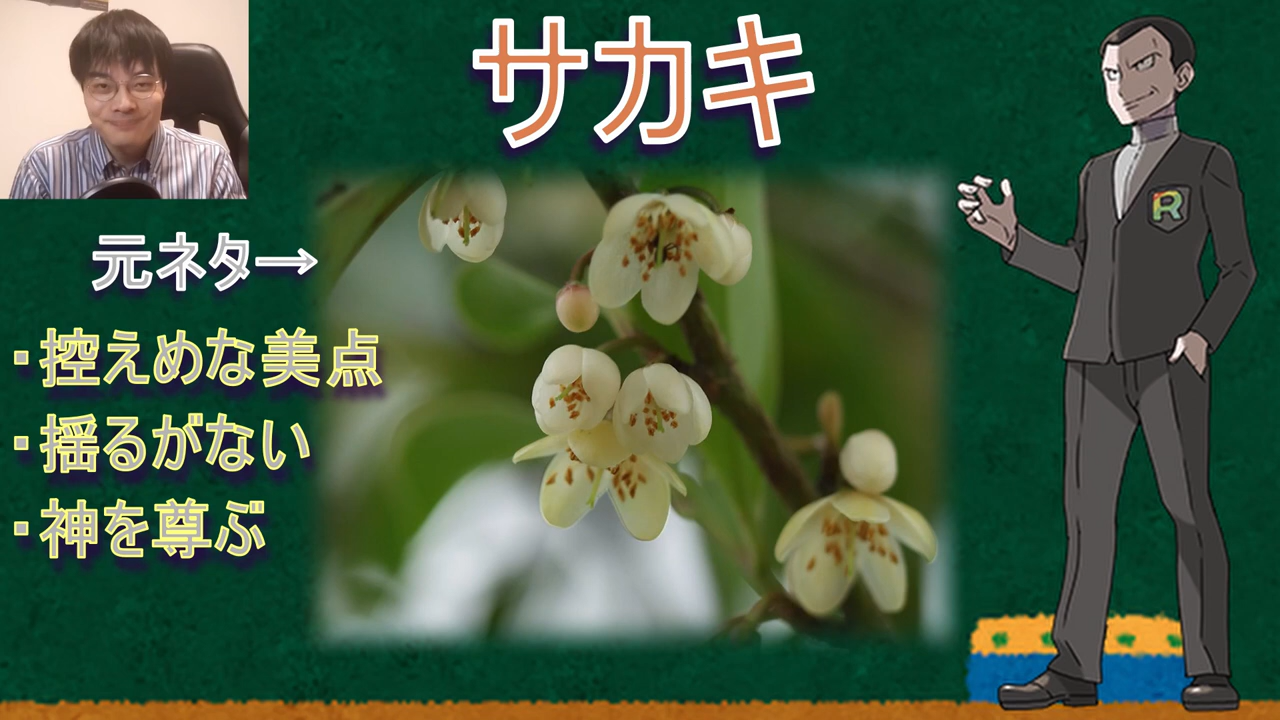 サカキ
元ネタ→
・控えめな美点
・揺るがない
・神を尊ぶ
R